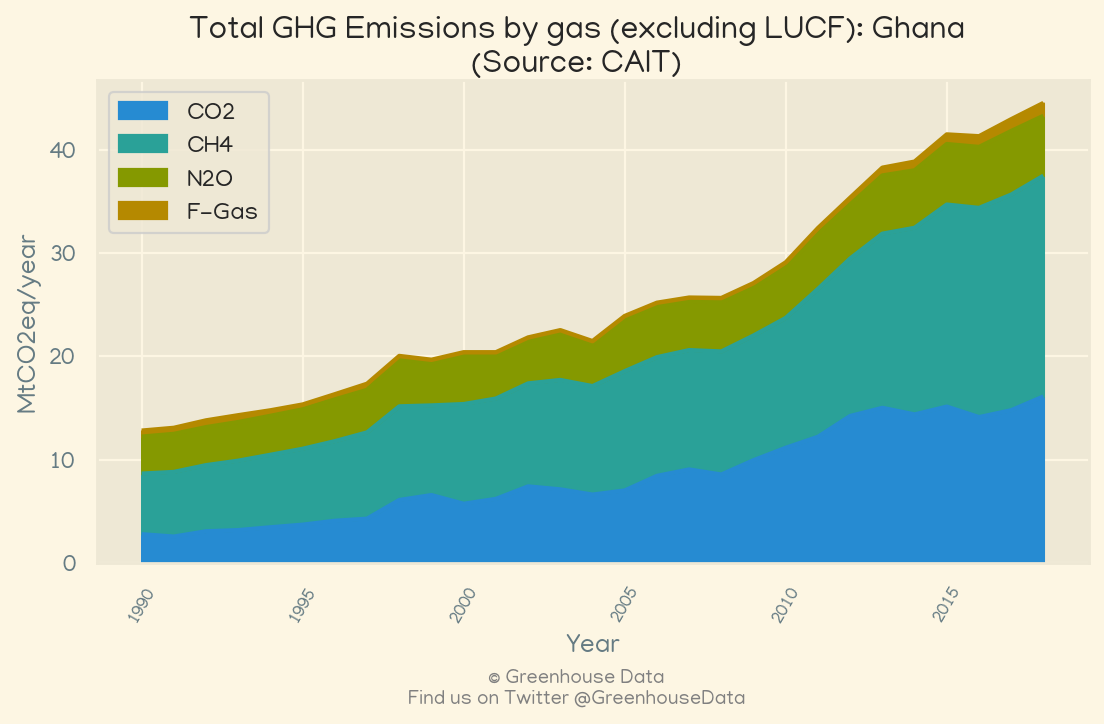 Total GHG Emissions by gas (excluding LUCF): Ghana
(Source: CAIT)
CO2
CH4
N2O
F-Gas
MtCO2eq/year
40
30
20
10
0
1990
1995
2000
2005
2010
2015
Year
© Greenhouse Data
Find us on Twitter @GreenhouseData